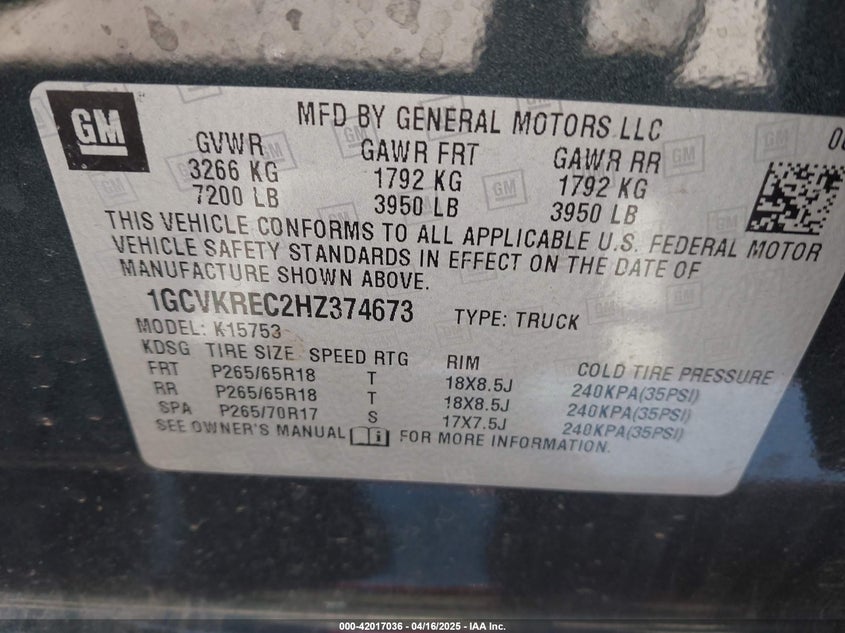 GM
MFD BY GENERAL MOTORS LLC
GVWR GAWR FRT GAWR RR
3266 KG 1792 KG 1792 KG
7200 LB 3950 LB 3950 LB
THIS VEHICLE CONFORMS TO ALL APPLICABLE U.S. FEDERAL MOTOR
VEHICLE SAFETY STANDARDS IN EFFECT ON THE DATE OF
MANUFACTURE SHOWN ABOVE.
1GCVKREC2HZ374673 TYPE: TRUCK
MODEL: K15753
KDSG TIRE SIZE SPEED RTG RIM COLD TIRE PRESSURE
FRT P265/65R18 T 18X8.5J 240KPA(35PSI)
RR P265/65R18 T 18X8.5J 240KPA(35PSI)
SPA P265/70R17 S 17X7.5J 240KPA(35PSI)
SEE OWNER'S MANUAL FOR MORE INFORMATION.
000-42017036 - 04/16/2025 - IAA Inc.